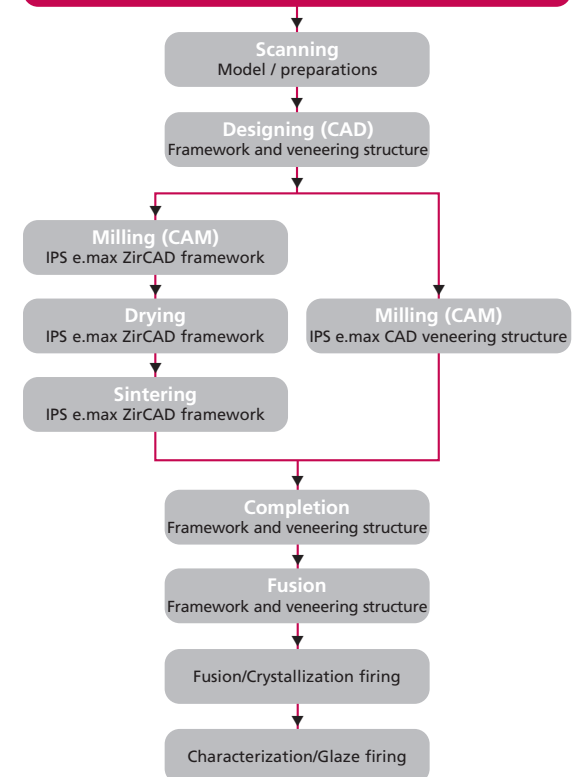 Scanning
Model / preparations
Designing (CAD)
Framework and veneering structure
Milling (CAM)
IPS e.max ZirCAD framework
Drying
IPS e.max ZirCAD framework
Sintering
IPS e.max ZirCAD framework
Milling (CAM)
IPS e.max CAD veneering structure
Completion
Framework and veneering structure
Fusion
Framework and veneering structure
Fusion/Crystallization firing
Characterization/Glaze firing